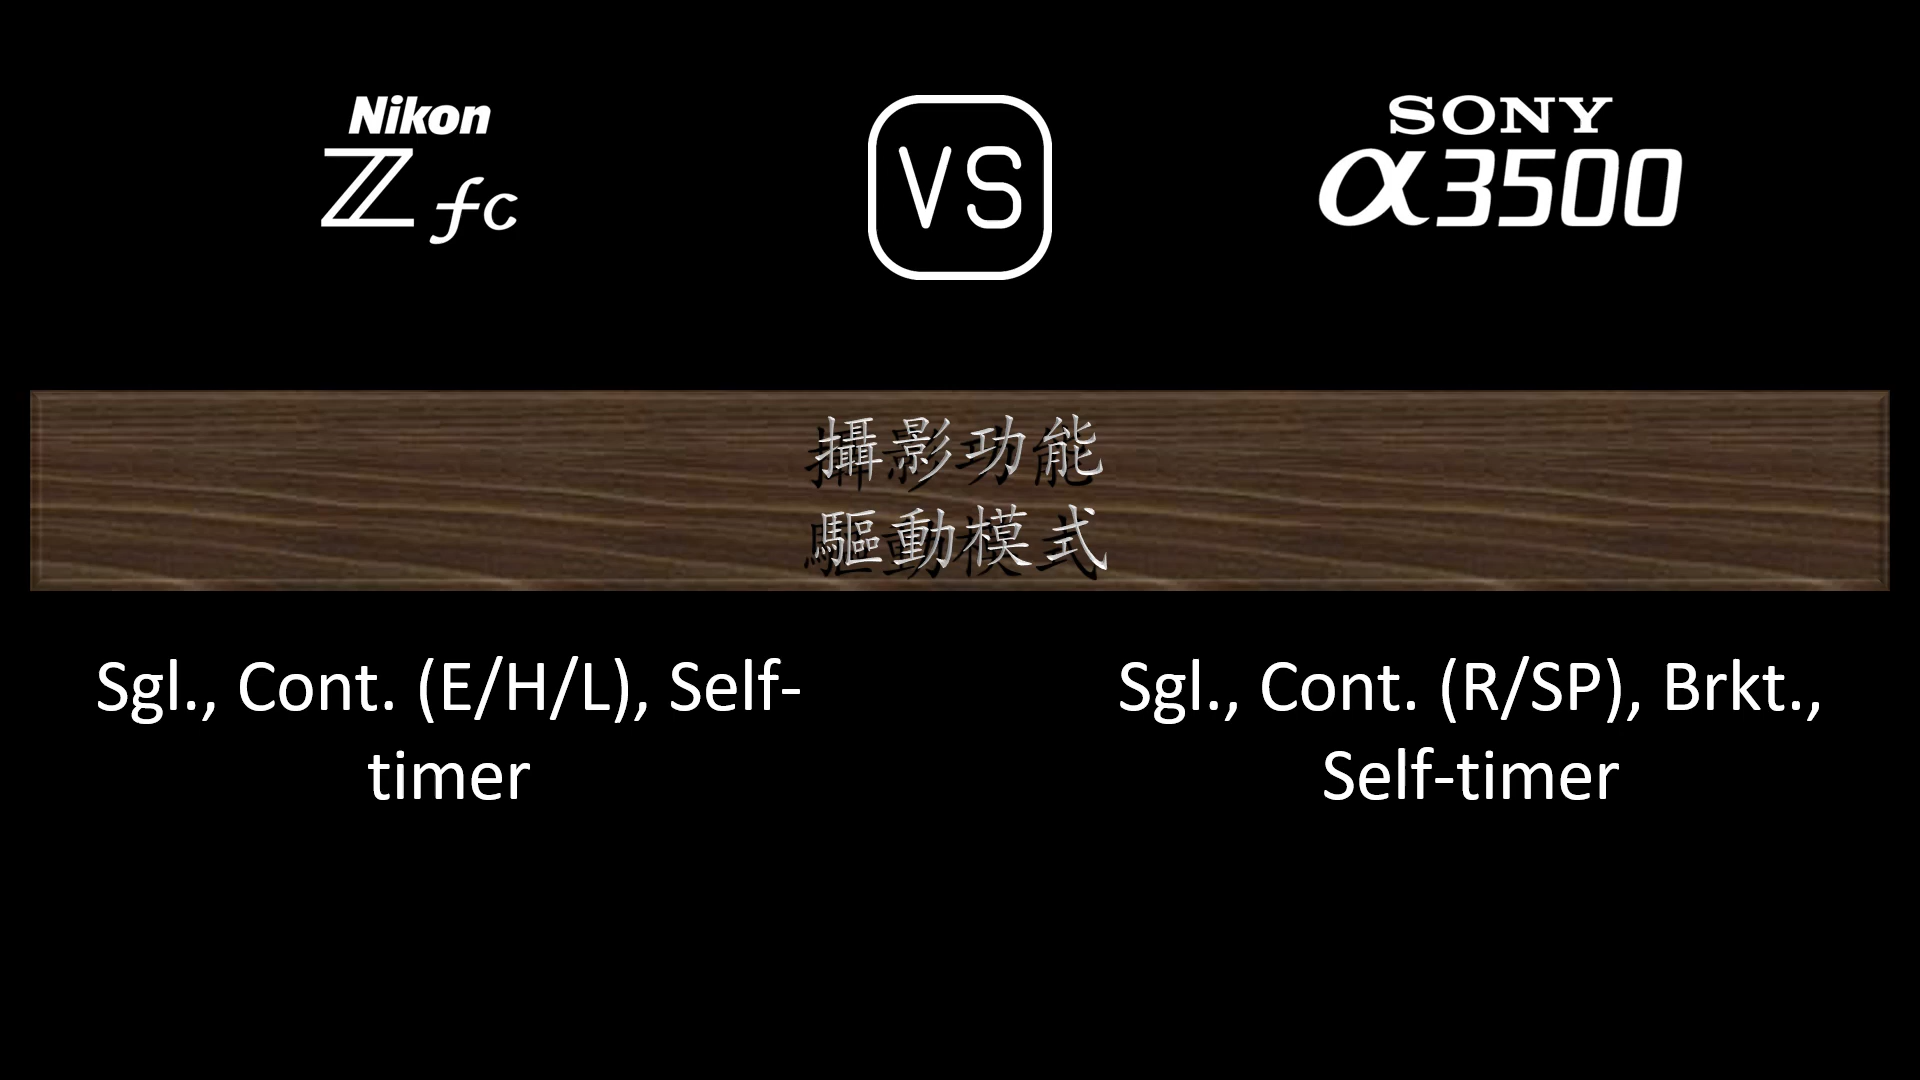 Nikon
Z fc
VS
SONY
α3500
攝影功能
驅動模式
Sgl., Cont. (E/H/L), Self-
timer
Sgl., Cont. (R/SP), Brkt.,
Self-timer